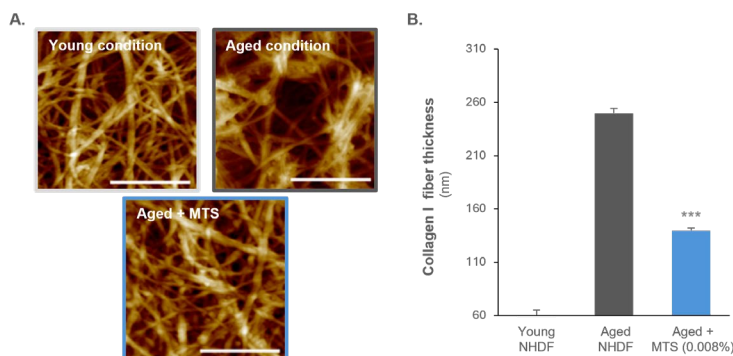 A.
Young condition
Aged condition
Aged + MTS
B.
Collagen I fiber thickness
(nm)
310
260
210
160
110
60
***
Young
NHDF
Aged
NHDF
Aged +
MTS (0.008%)